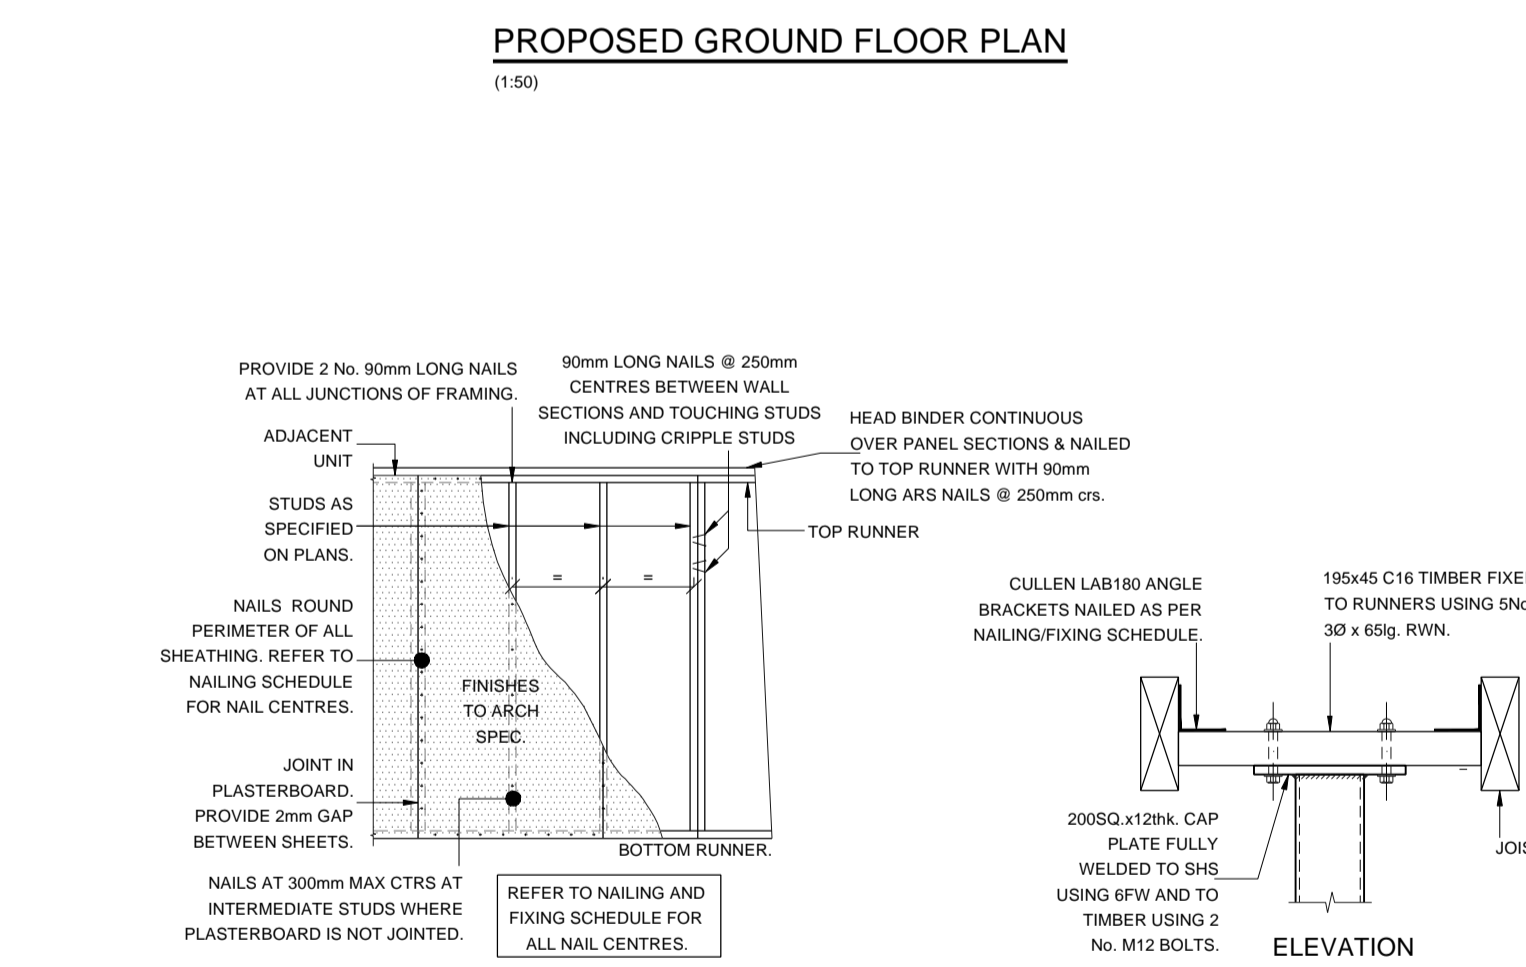 PROPOSED GROUND FLOOR PLAN
(1:50)
PROVIDE 2 No. 90mm LONG NAILS
AT ALL JUNCTIONS OF FRAMING.
90mm LONG NAILS @ 250mm
CENTRES BETWEEN WALL
SECTIONS AND TOUCHING STUDS
INCLUDING CRIPPLE STUDS
HEAD BINDER CONTINUOUS
OVER PANEL SECTIONS & NAILED
TO TOP RUNNER WITH 90mm
LONG ARS NAILS @ 250mm crs.
ADJACENT
UNIT
STUDS AS
SPECIFIED
ON PLANS.
TOP RUNNER
= =
NAILS ROUND
PERIMETER OF ALL
SHEATHING. REFER TO
NAILING SCHEDULE
FOR NAIL CENTRES.
FINISHES
TO ARCH
SPEC.
JOINT IN
PLASTERBOARD.
PROVIDE 2mm GAP
BETWEEN SHEETS.
BOTTOM RUNNER.
NAILS AT 300mm MAX CTRS AT
INTERMEDIATE STUDS WHERE
PLASTERBOARD IS NOT JOINTED.
REFER TO NAILING AND
FIXING SCHEDULE FOR
ALL NAIL CENTRES.
CULLEN LAB180 ANGLE
BRACKETS NAILED AS PER
NAILING/FIXING SCHEDULE.
195x45 C16 TIMBER FIXE
TO RUNNERS USING 5No
3Ø x 65lg. RWN.
200SQ.x12thk. CAP
PLATE FULLY
WELDED TO SHS
USING 6FW AND TO
TIMBER USING 2
No. M12 BOLTS.
JOIS
ELEVATION